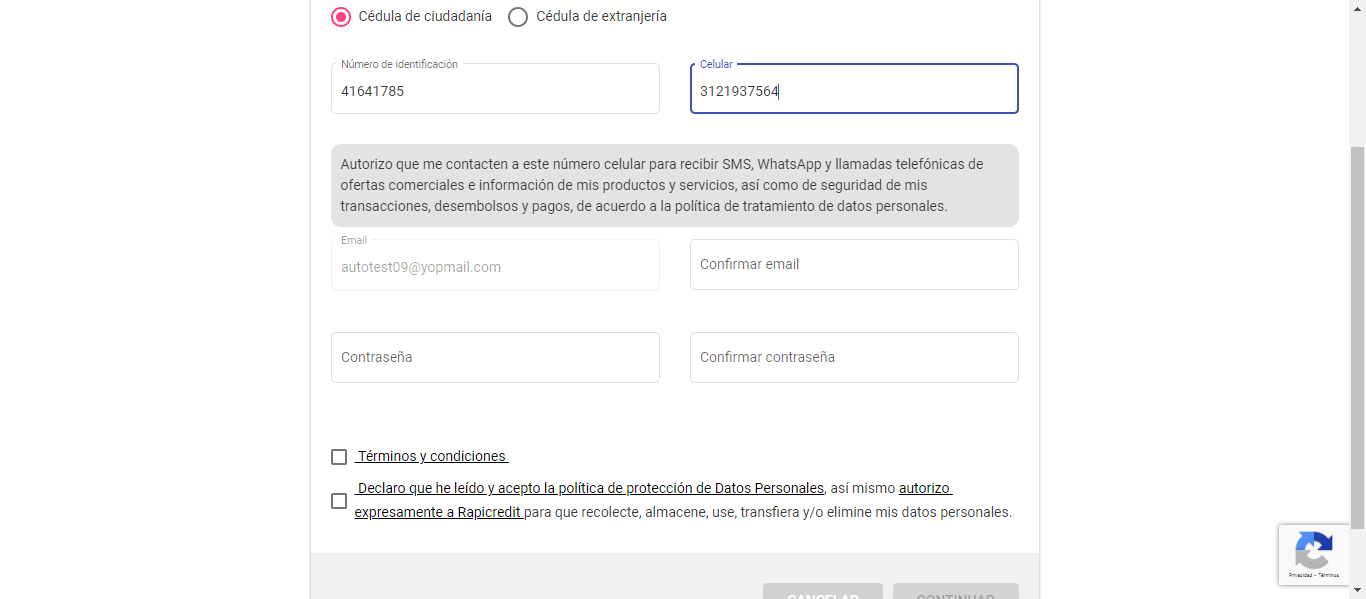 Cédula de ciudadanía Cédula de extranjería
Número de identificación Celular
41641785 3121937564
Autorizo que me contacten a este número celular para recibir SMS, WhatsApp y llamadas telefónicas de
ofertas comerciales e información de mis productos y servicios, así como de seguridad de mis
transacciones, desembolsos y pagos, de acuerdo a la política de tratamiento de datos personales.
Email
autotest09@yopmail.com Confirmar email
Contraseña Confirmar contraseña
Términos y condiciones
Declaro que he leído y acepto la política de protección de Datos Personales, así mismo autorizo
expresamente a Rapicredit para que recolecte, almacene, use, transfiera y/o elimine mis datos personales.
Privacidad - Términos
CANCELAR CONTINUAR